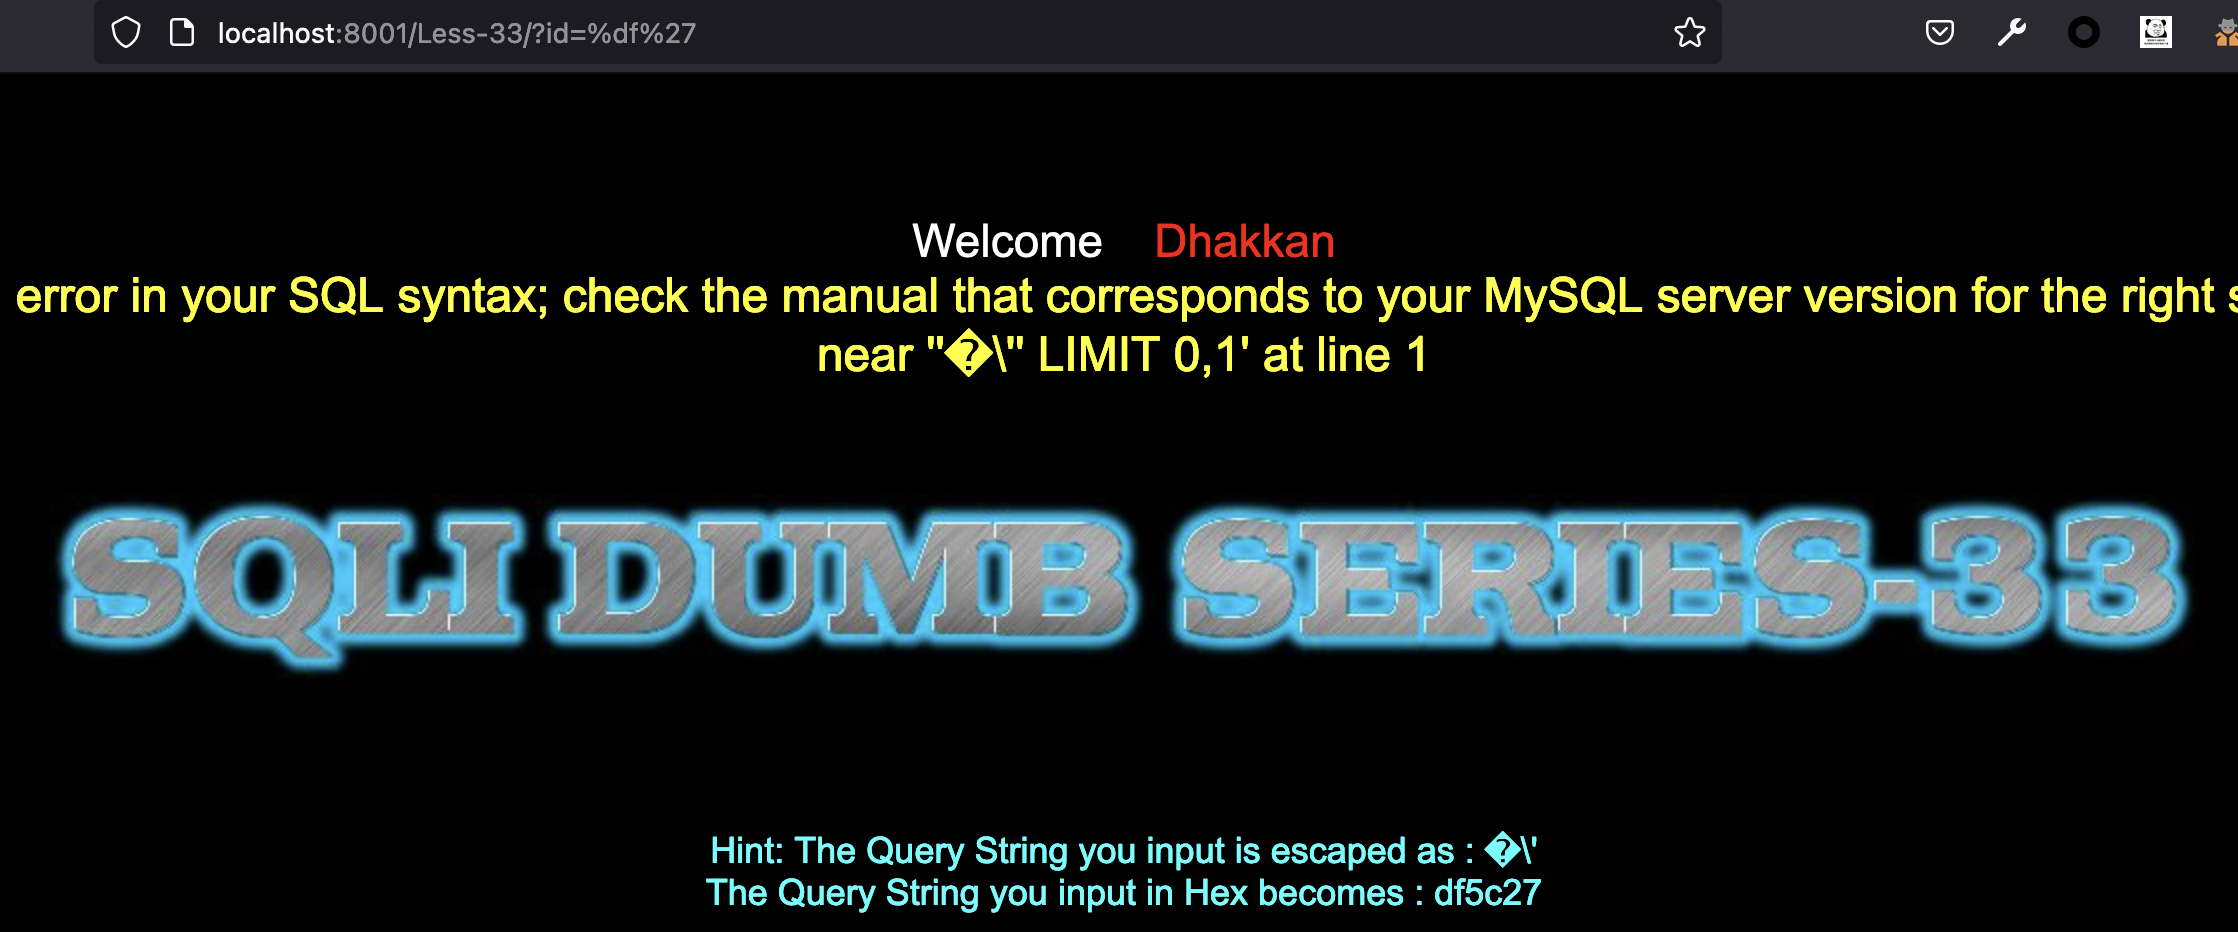 localhost:8001/Less-33/?id=%df%27
Welcome Dhakkan
error in your SQL syntax; check the manual that corresponds to your MySQL server version for the right s
near ''�\'' LIMIT 0,1' at line 1
SQLI DUMB SERIES-33
Hint: The Query String you input is escaped as : �\'
The Query String you input in Hex becomes : df5c27